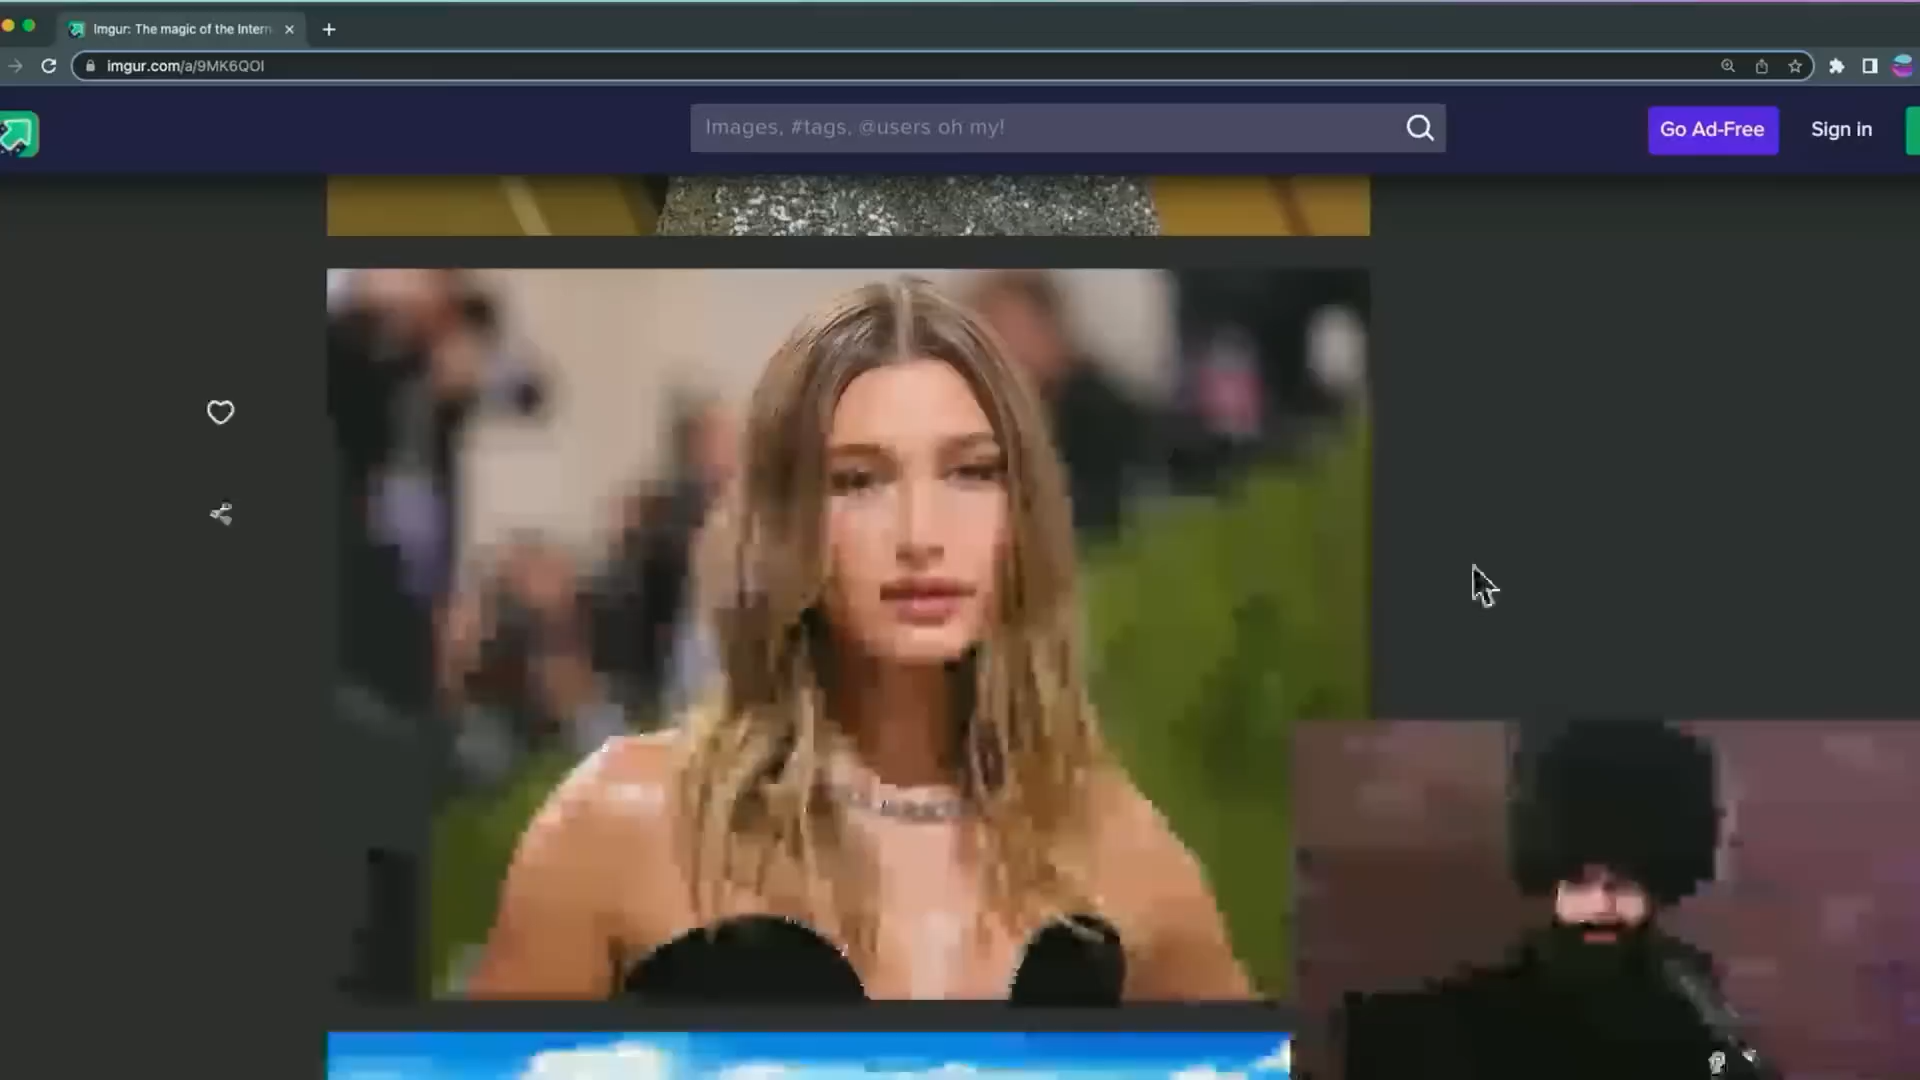 Imgur: The magic of the Intern
imgur.com/a/9MK6QOI
Images, #tags, @users oh my!
Go Ad-Free
Sign in